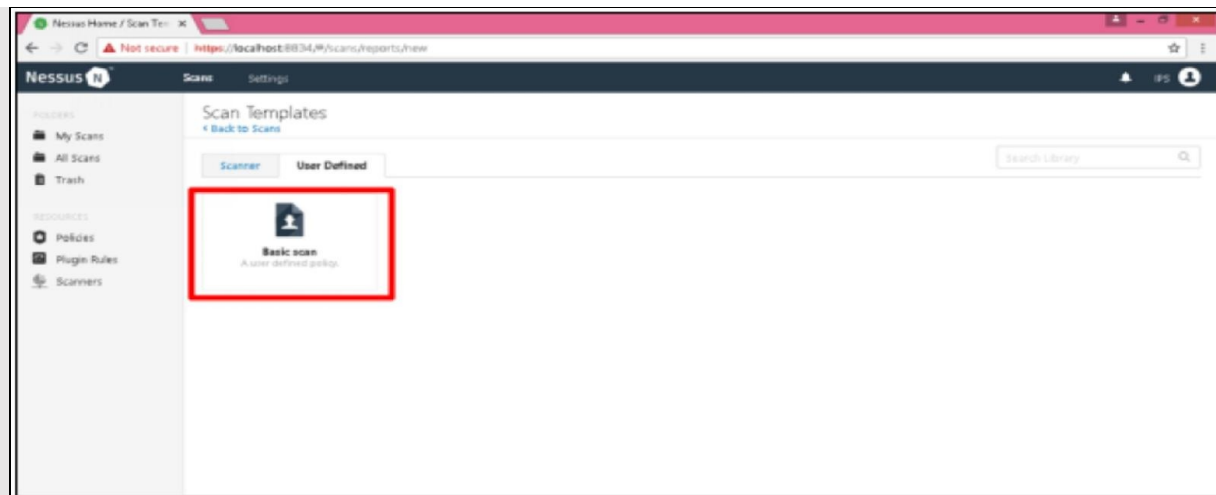 Nessus Home / Scan Tem
Not secure | https://localhost:8834/#/scans/reports/new
Nessus N
Scans Settings
IPS
FOLDERS
My Scans
All Scans
Trash
RESOURCES
Policies
Plugin Rules
Scanners
Scan Templates
< Back to Scans
Scanner User Defined
Search Library
Basic scan
A user defined policy.